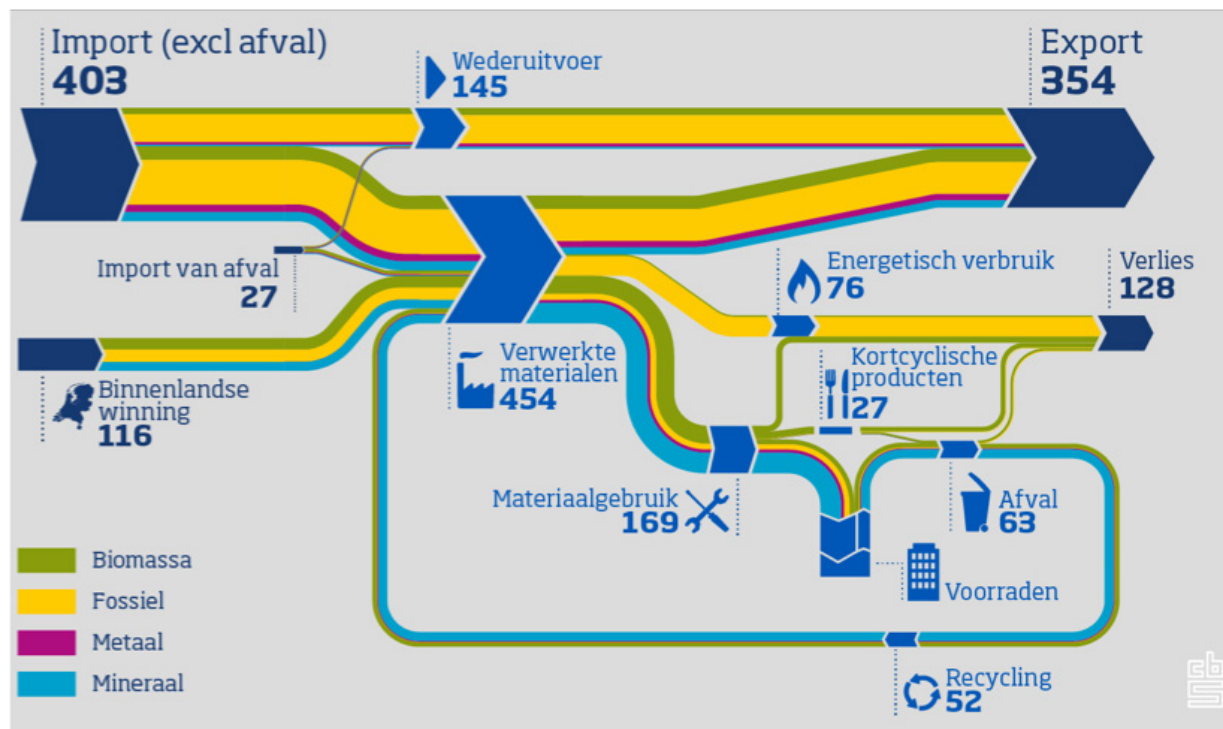 Import (excl afval)
403
Wederuitvoer
145
Export
354
Import van afval
27
Energetisch verbruik
76
Verlies
128
Binnenlandse
winning
116
Verwerkte
materialen
454
Kortcyclische
producten
27
Materiaalgebruik
169
Afval
63
Voorraden
Biomassa
Fossiel
Metaal
Mineraal
Recycling
52
cbs